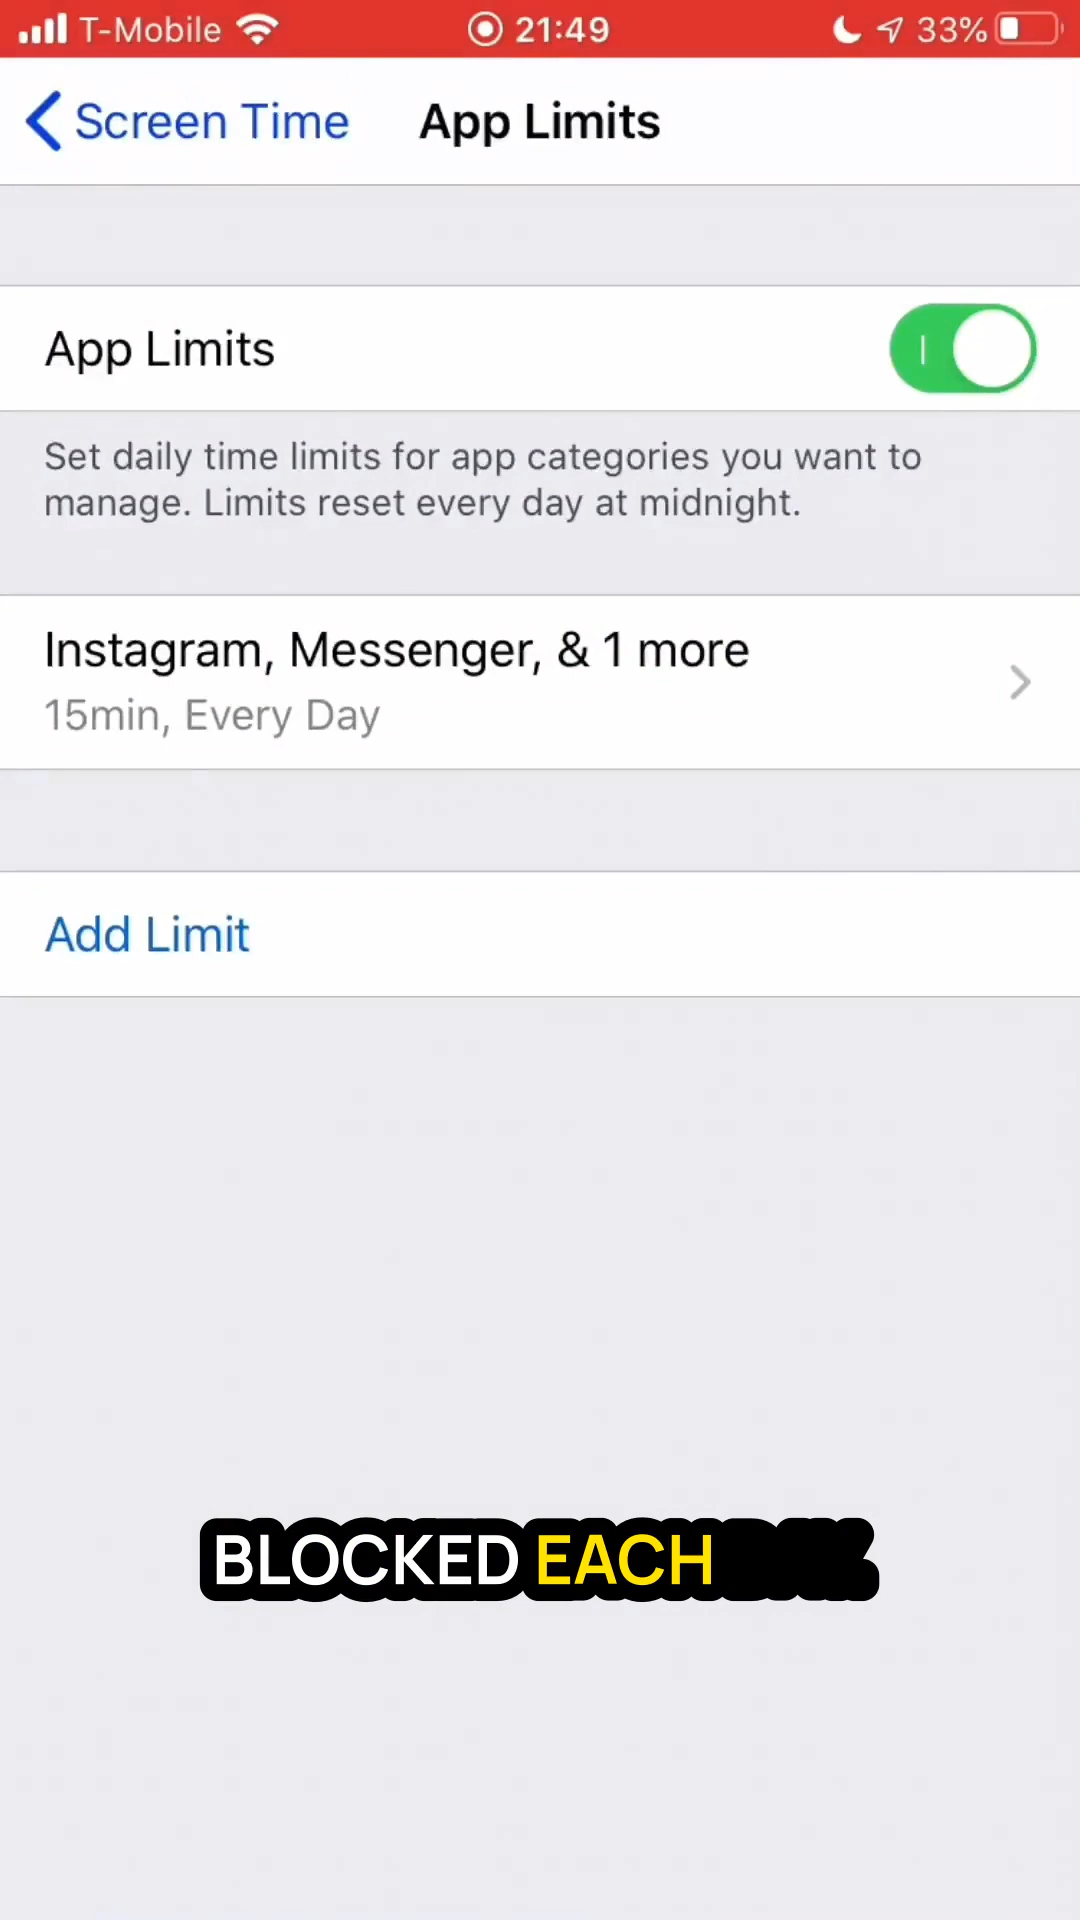 T-Mobile 21:49 33%
Screen Time App Limits
App Limits
Set daily time limits for app categories you want to
manage. Limits reset every day at midnight.
Instagram, Messenger, & 1 more
15min, Every Day
Add Limit
BLOCKED EACH